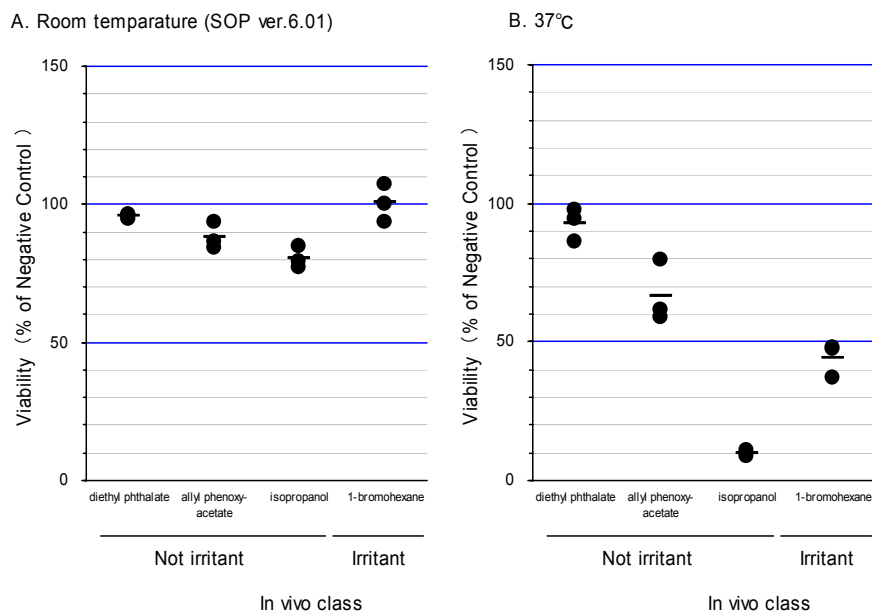 A. Room temparature (SOP ver.6.01)
150
100
50
0
Viability (% of Negative Control )
diethyl phthalate
allyl phenoxy-
acetate
isopropanol
1-bromohexane
Not irritant
Irritant
In vivo class
B. 37℃
150
100
50
0
Viability (% of Negative Control )
diethyl phthalate
allyl phenoxy-
acetate
isopropanol
1-bromohexane
Not irritant
Irritant
In vivo class